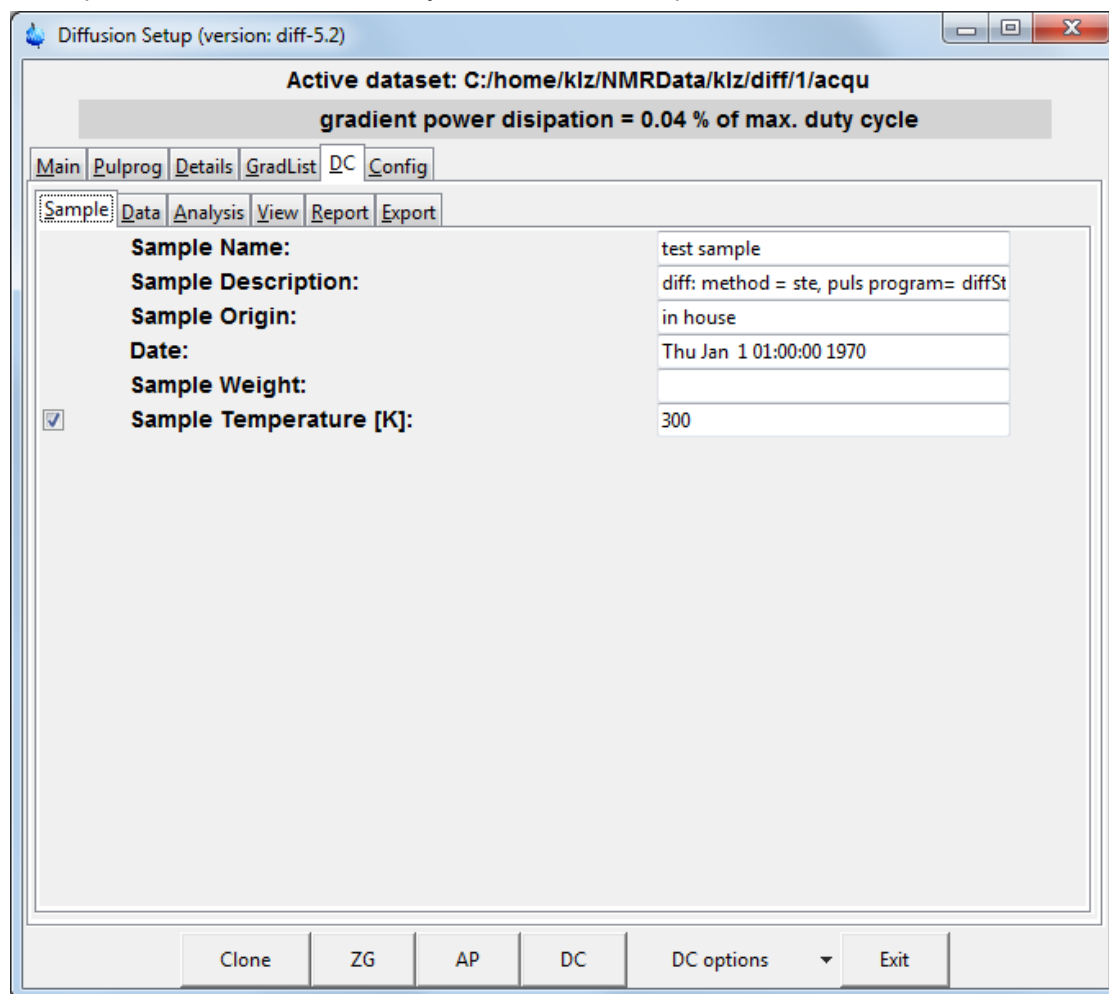 Diffusion Setup (version: diff-5.2)
Active dataset: C:/home/klz/NMRData/klz/diff/1/acqu
gradient power disipation = 0.04 % of max. duty cycle
Main Pulprog Details GradList DC Config
Sample Data Analysis View Report Export
Sample Name: test sample
Sample Description: diff: method = ste, puls program= diffSt
Sample Origin: in house
Date: Thu Jan 1 01:00:00 1970
Sample Weight:
Sample Temperature [K]: 300
Clone ZG AP DC DC options Exit